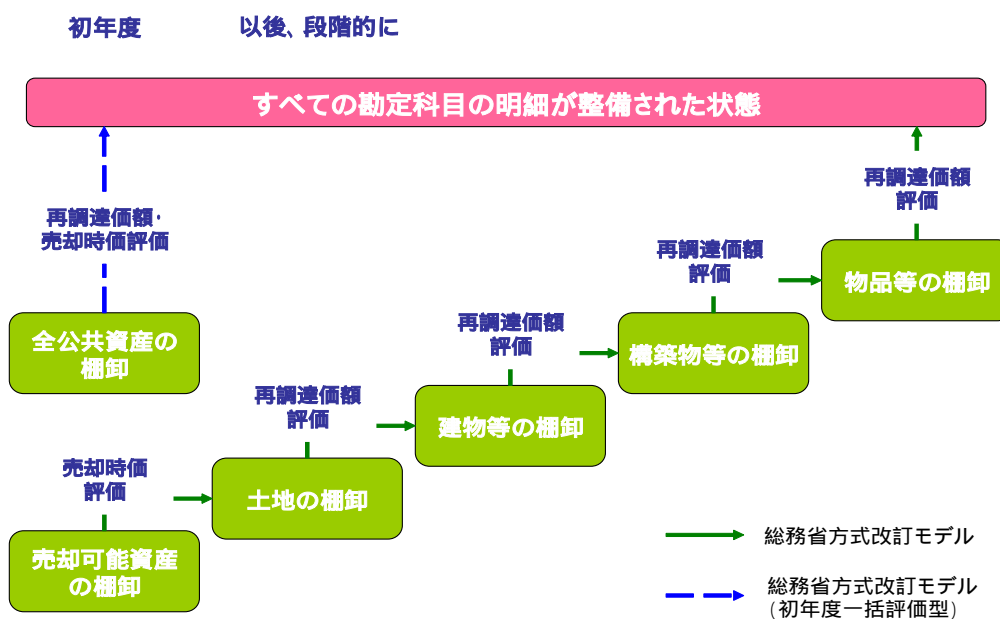 初年度
以後、段階的に
すべての勘定科目の明細が整備された状態
再調達価額・
売却時価評価
全公共資産の
棚卸
売却時価
評価
売却可能資産
の棚卸
再調達価額
評価
土地の棚卸
再調達価額
評価
建物等の棚卸
再調達価額
評価
構築物等の棚卸
再調達価額
評価
物品等の棚卸
総務省方式改訂モデル
総務省方式改訂モデル
(初年度一括評価型)